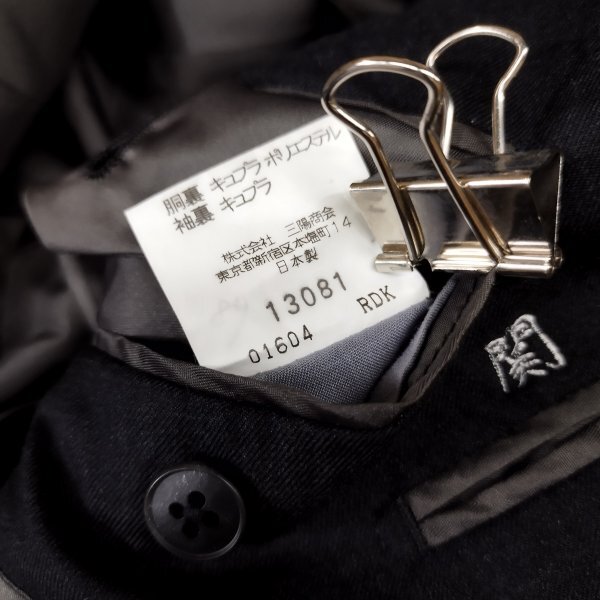 胴裏 キュプラ ポリエステル
袖裏 キュプラ
株式会社 三陽商会
東京都新宿区本塩町14
日本製
13081
01604 RDK